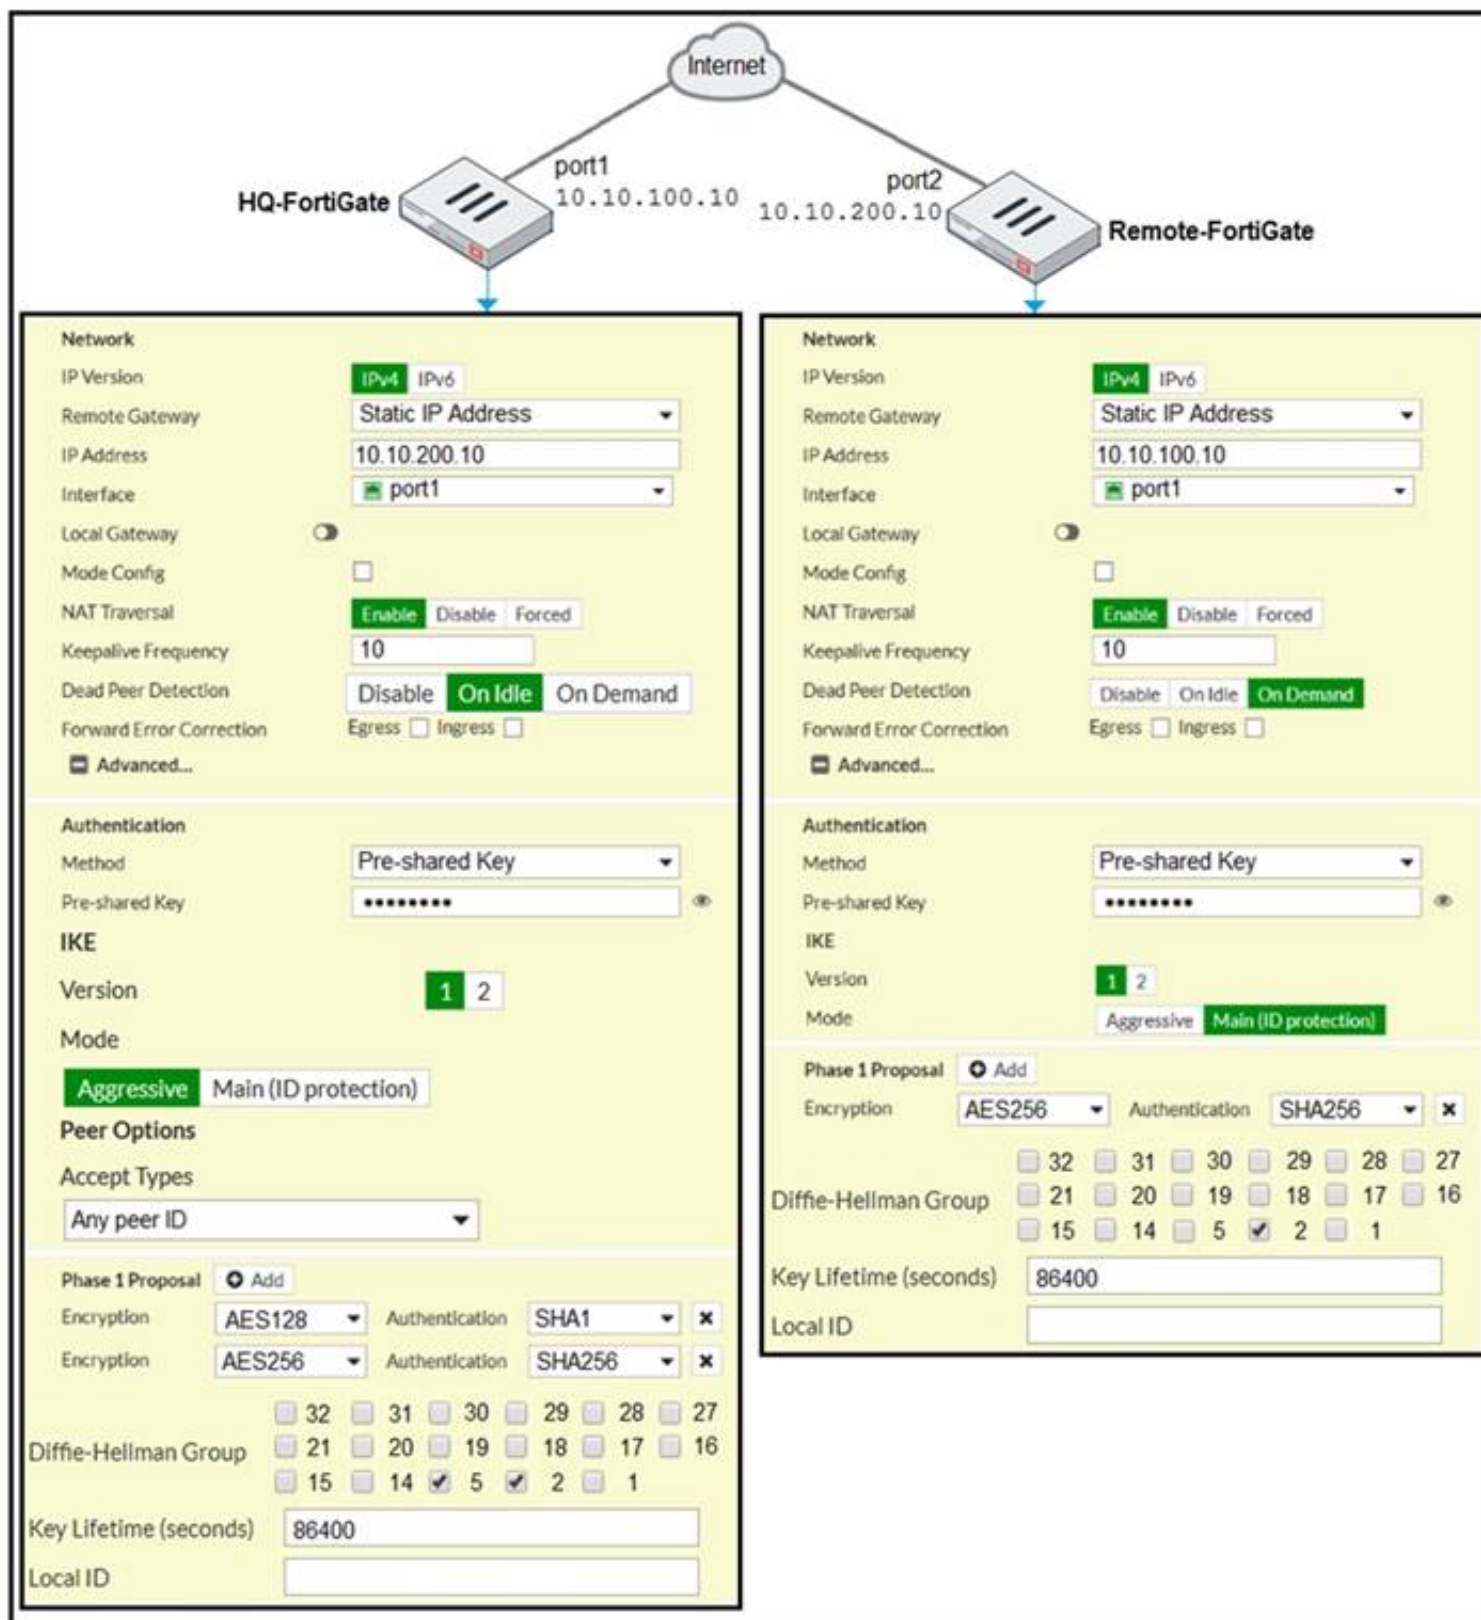 Internet
port1
HQ-FortiGate
10.10.100.10
port2
10.10.200.10
Remote-FortiGate
Network
IP Version IPv4 IPv6
Remote Gateway Static IP Address
IP Address 10.10.200.10
Interface port1
Local Gateway
Mode Config
NAT Traversal Enable Disable Forced
Keepalive Frequency 10
Dead Peer Detection Disable On Idle On Demand
Forward Error Correction Egress Ingress
Advanced...
Authentication
Method Pre-shared Key
Pre-shared Key ••••••••
IKE
Version 1 2
Mode
Aggressive Main (ID protection)
Peer Options
Accept Types
Any peer ID
Phase 1 Proposal Add
Encryption AES128 Authentication SHA1
Encryption AES256 Authentication SHA256
32 31 30 29 28 27
Diffie-Hellman Group 21 20 19 18 17 16
15 14 5 2 1
Key Lifetime (seconds) 86400
Local ID
Network
IP Version IPv4 IPv6
Remote Gateway Static IP Address
IP Address 10.10.100.10
Interface port1
Local Gateway
Mode Config
NAT Traversal Enable Disable Forced
Keepalive Frequency 10
Dead Peer Detection Disable On Idle On Demand
Forward Error Correction Egress Ingress
Advanced...
Authentication
Method Pre-shared Key
Pre-shared Key ••••••••
IKE
Version 1 2
Mode Aggressive Main (ID protection)
Phase 1 Proposal Add
Encryption AES256 Authentication SHA256
32 31 30 29 28 27
Diffie-Hellman Group 21 20 19 18 17 16
15 14 5 2 1
Key Lifetime (seconds) 86400
Local ID